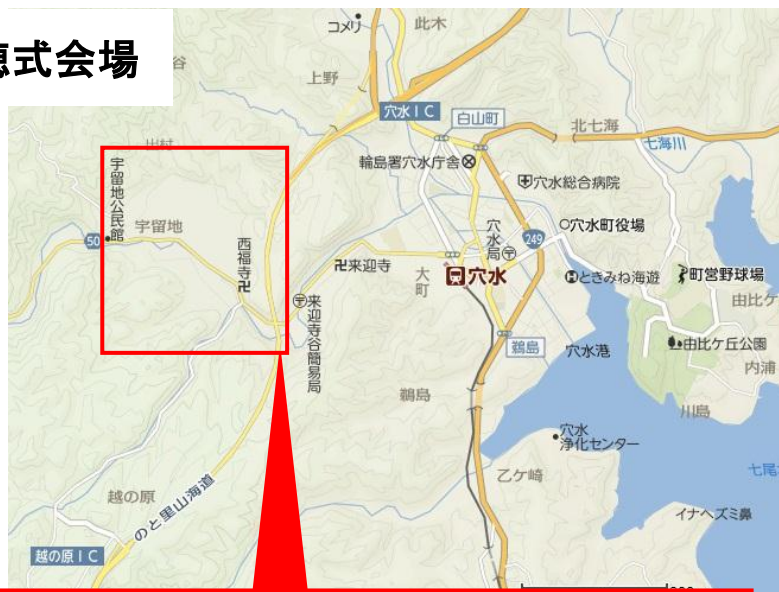 式会場
コメリ
此木
谷
上野
穴水IC
白山町
北七海
七海川
輪島署穴水庁舎
穴水総合病院
宇留地公民館
宇留地
50
西福寺
来迎寺
来迎寺谷簡易局
穴水局
249
穴水町役場
大町
穴水
ときみね海遊
町営野球場
由比ケ
由比ケ丘公園
鵜島
穴水港
内浦
鵜島
川島
穴水
浄化センター
乙ケ崎
七尾
越の原
のと里山海道
イナヘズミ鼻
越の原IC